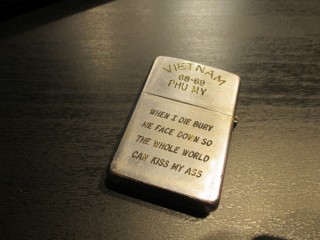 VIETNAM
68-69
PHU MY
WHEN I DIE BURY
ME FACE DOWN SO
THE WHOLE WORLD
CAN KISS MY ASS